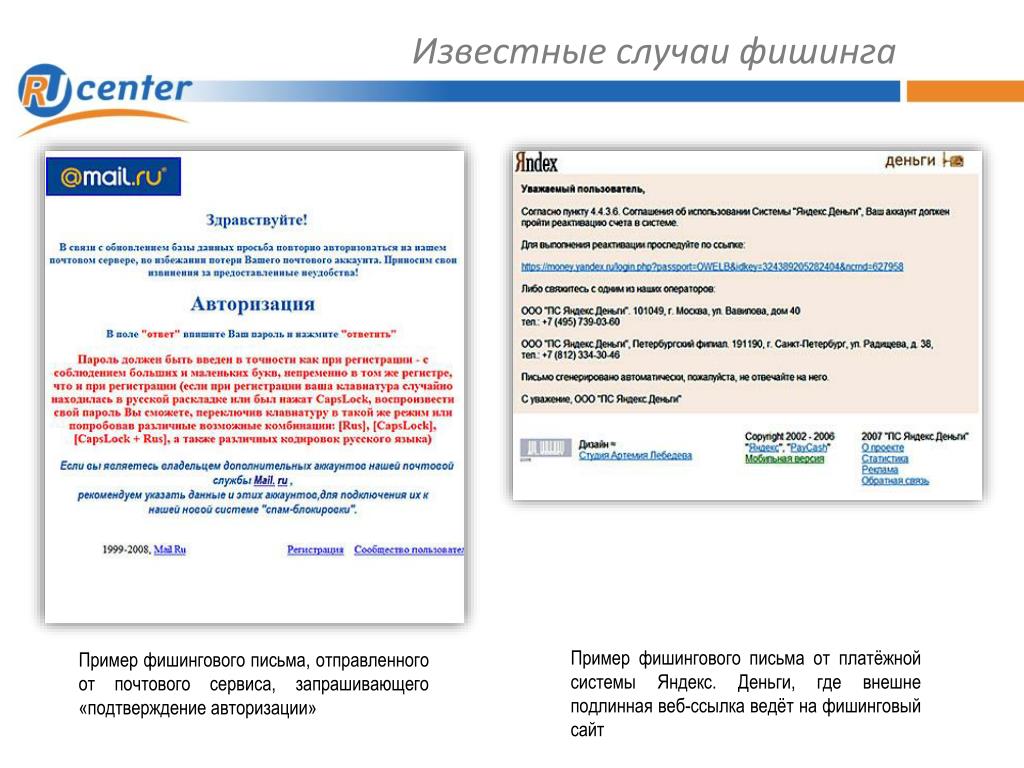 Известные случаи фишинга
RU center
@mail.ru®
Здравствуйте!
В связи с обновлением базы данных просьба повторно авторизоваться на нашем
почтовом сервере, во избежании потери Вашего почтового аккаунта. Приносим свои
извинения за предоставленные неудобства!
Авторизация
В поле "ответ" впишите Ваш пароль и нажмите "ответить"
Пароль должен быть введен в точности как при регистрации - с
соблюдением больших и маленьких букв, непременно в том же регистре,
что и при регистрации (если при регистрации ваша клавиатура случайно
находилась в русской раскладке или был нажат CapsLock, воспроизвести
свой пароль Вы сможете, переключив клавиатуру в такой же режим или
попробовав различные возможные комбинации: [Rus], [CapsLock],
[CapsLock + Rus], а также различных кодировок русского языка)
Если вы являетесь владельцем дополнительных аккаунтов нашей почтовой
службы Mail. ru ,
рекомендуем указать данные и этих аккаунтов,для подключения их к
нашей новой системе "спам-блокировки".
1999-2008, Mail Ru Регистрация Сообщество пользовател
Яndex деньги
Уважаемый пользователь,
Согласно пункту 4.4.3.6. Соглашения об использовании Системы "Яндекс.Деньги", Ваш аккаунт должен
пройти реактивацию счета в системе.
Для выполнения реактивации проследуйте по ссылке:
https://money.yandex.ru/login.php?passport=OWELB&idkey=324389205282404&ncrnd=627958
Либо свяжитесь с одним из наших операторов:
ООО "ПС Яндекс.Деньги". 101049, г. Москва, ул. Вавилова, дом 40
тел.: +7 (495) 739-03-60
ООО "ПС Яндекс.Деньги", Петербургский филиал. 191190, г. Санкт-Петербург, ул. Радищева, д. 38,
тел.: +7 (812) 334-30-46
Письмо сгенерировано автоматически, пожалуйста, не отвечайте на него.
С уважение, ООО "ПС Яндекс.Деньги"
Дизайн =
Студия Артемия Лебедева
Copyright 2002 - 2006
"Яндекс", "PayCash"
Мобильная версия
2007 "ПС Яндекс.Деньги"
О проекте
Статистика
Реклама
Обратная связь
Пример фишингового письма, отправленного
от почтового сервиса, запрашивающего
«подтверждение авторизации»
Пример фишингового письма от платёжной
системы Яндекс. Деньги, где внешне
подлинная веб-ссылка ведёт на фишинговый
сайт